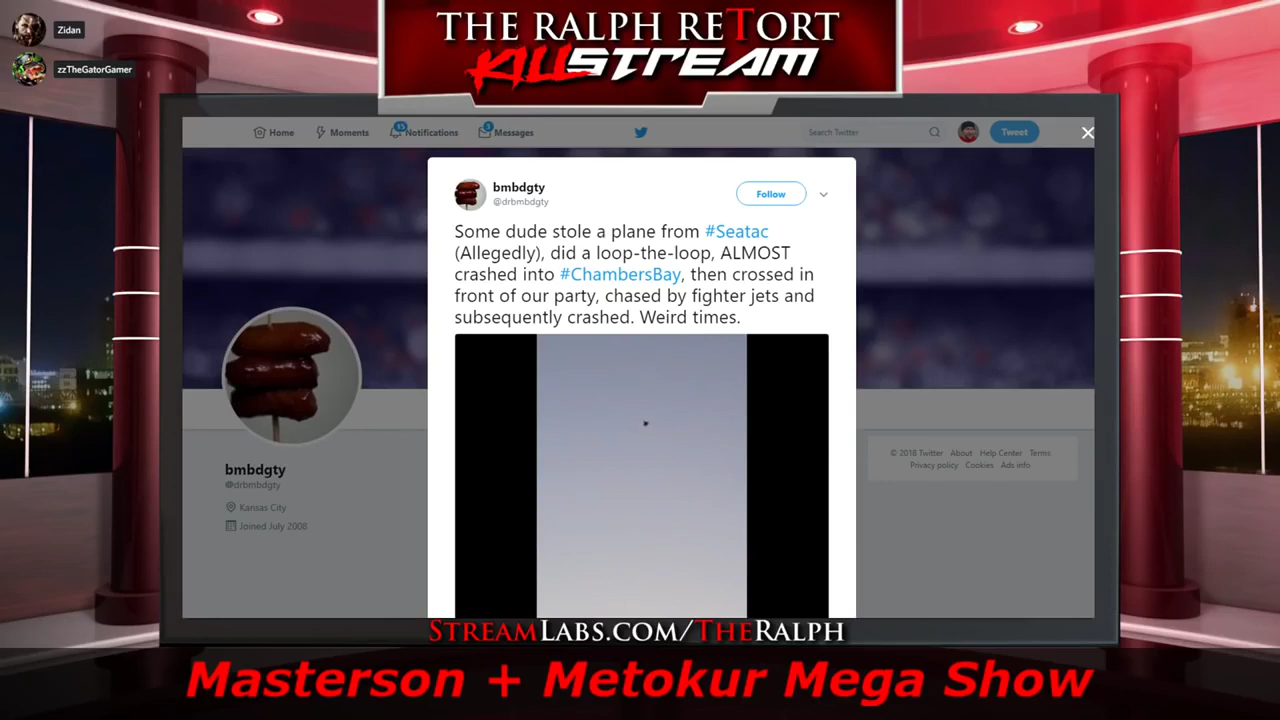 Zidan
zzTheGatorGamer
THE RALPH RETORT
KILLSTREAM
Home
Moments
15
Notifications
3
Messages
Search Twitter
Tweet
bmbdgty
@drbmbdgty
Follow
Some dude stole a plane from #Seatac
(Allegedly), did a loop-the-loop, ALMOST
crashed into #ChambersBay, then crossed in
front of our party, chased by fighter jets and
subsequently crashed. Weird times.
bmbdgty
@drbmbdgty
Kansas City
Joined July 2008
© 2018 Twitter About Help Center Terms
Privacy policy Cookies Ads info
STREAMLABS.COM/THERALPH
Masterson + Metokur Mega Show